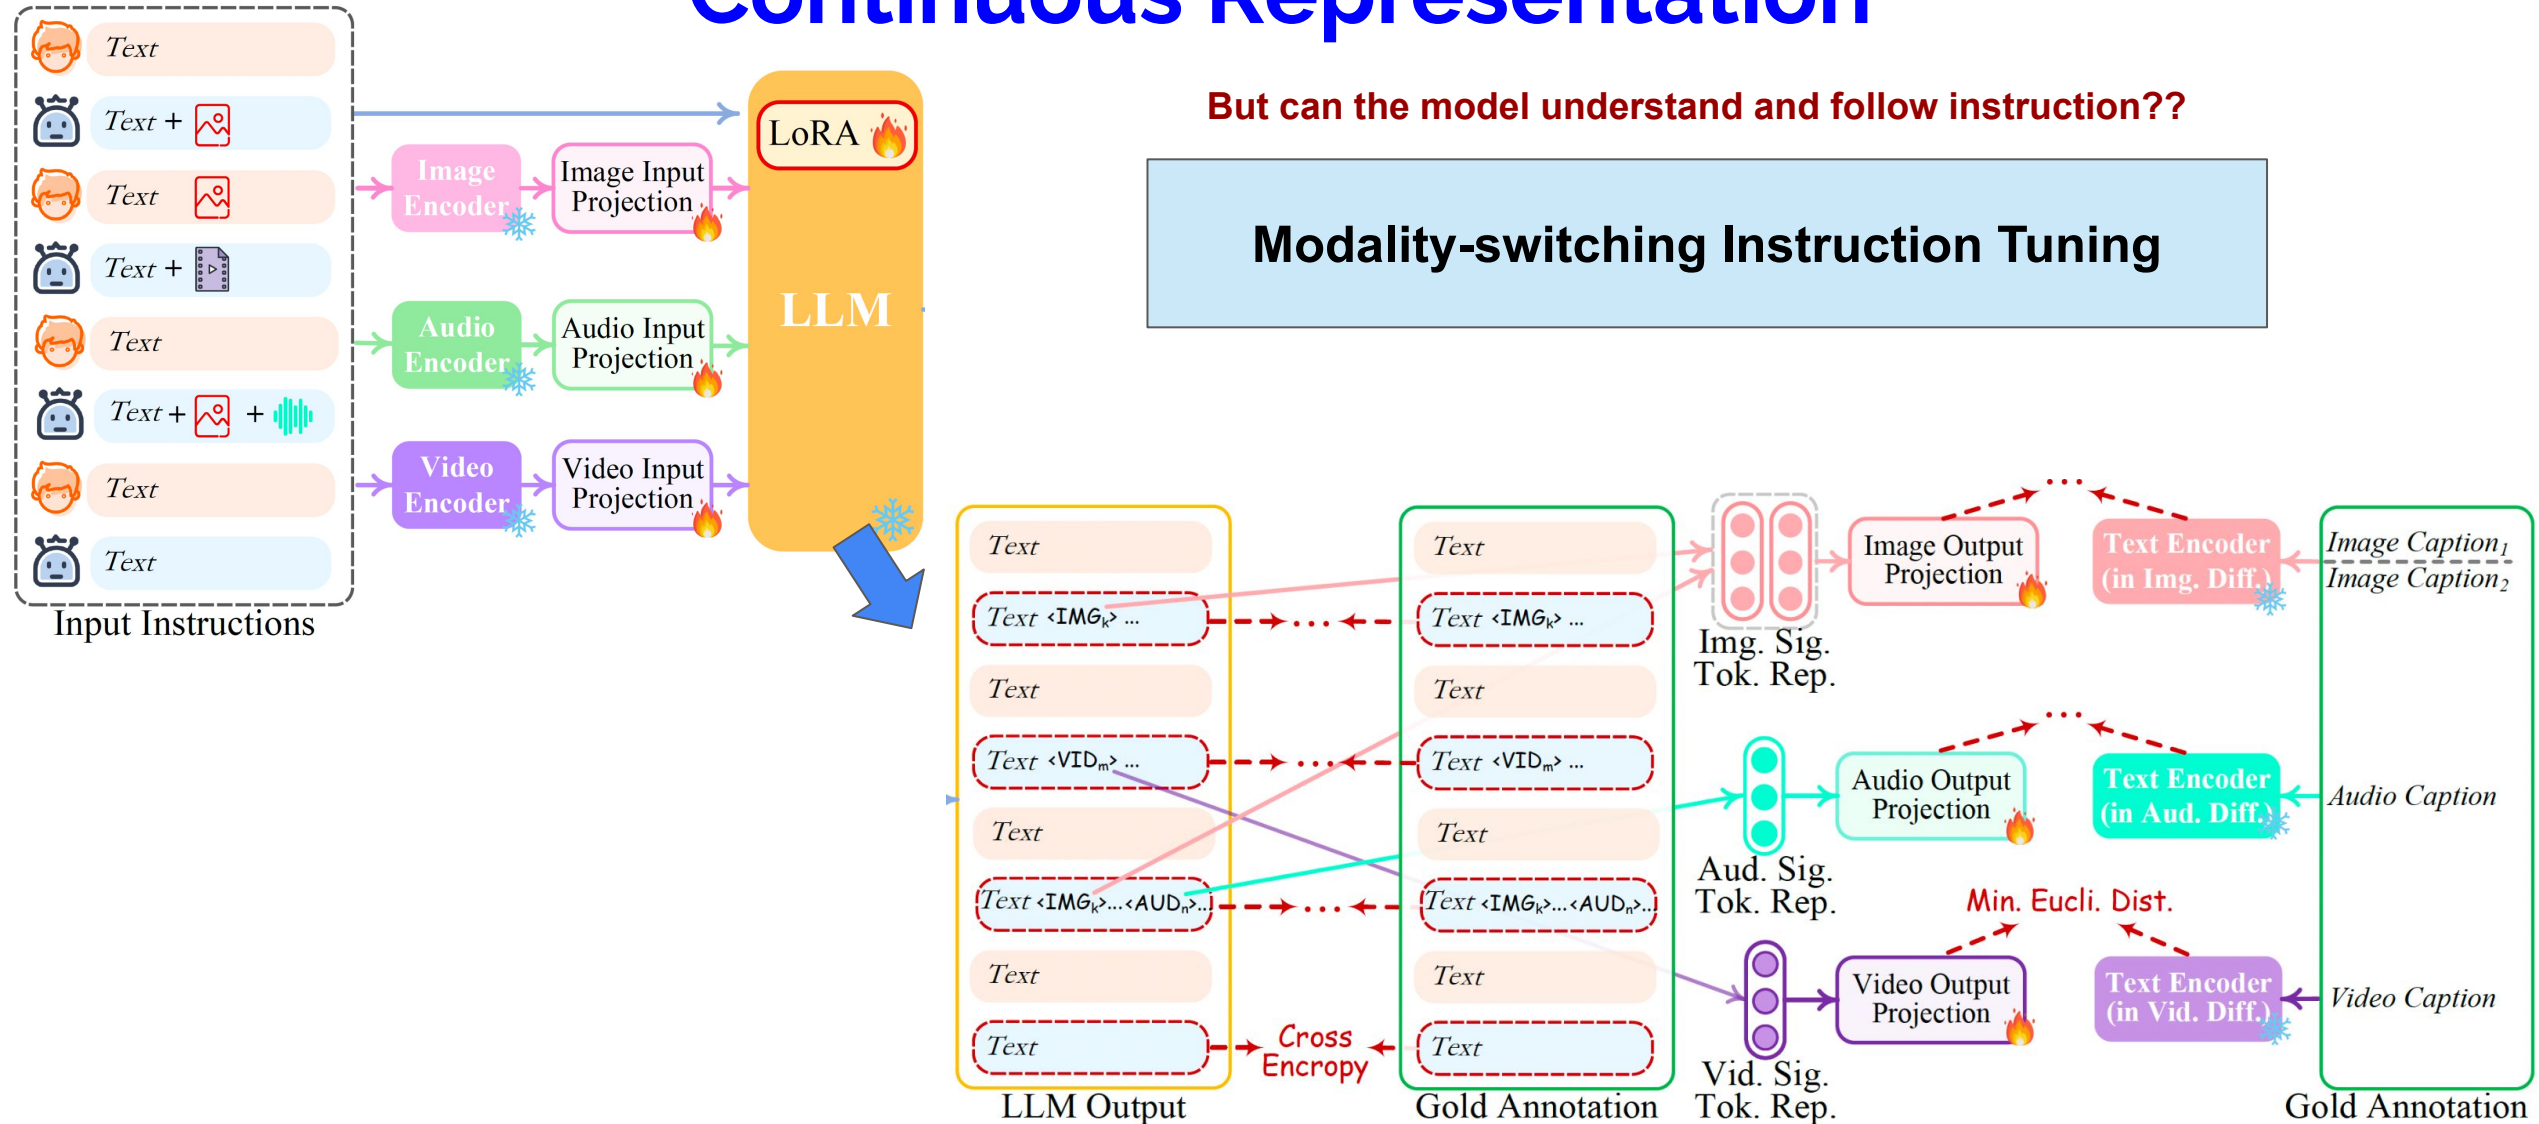 Continuous Representation
But can the model understand and follow instruction??
Modality-switching Instruction Tuning
Text
Text +
Text
Text +
Text
Text + +
Text
Text
Input Instructions
Image
Encoder
Image Input
Projection
Audio
Encoder
Audio Input
Projection
Video
Encoder
Video Input
Projection
LoRA
LLM
Text
Text <IMGₖ> ...
Text
Text <VIDₘ> ...
Text
Text <IMGₖ>...<AUDₙ>...
Text
Text
LLM Output
...
...
...
Cross
Encropy
Text
Text <IMGₖ> ...
Text
Text <VIDₘ> ...
Text
Text <IMGₖ>...<AUDₙ>...
Text
Text
Gold Annotation
Img. Sig.
Tok. Rep.
Image Output
Projection
...
Text Encoder
(in Img. Diff.)
Image Caption₁
Image Caption₂
Aud. Sig.
Tok. Rep.
Audio Output
Projection
...
Text Encoder
(in Aud. Diff.)
Audio Caption
Min. Eucli. Dist.
Vid. Sig.
Tok. Rep.
Video Output
Projection
Text Encoder
(in Vid. Diff.)
Video Caption
Gold Annotation